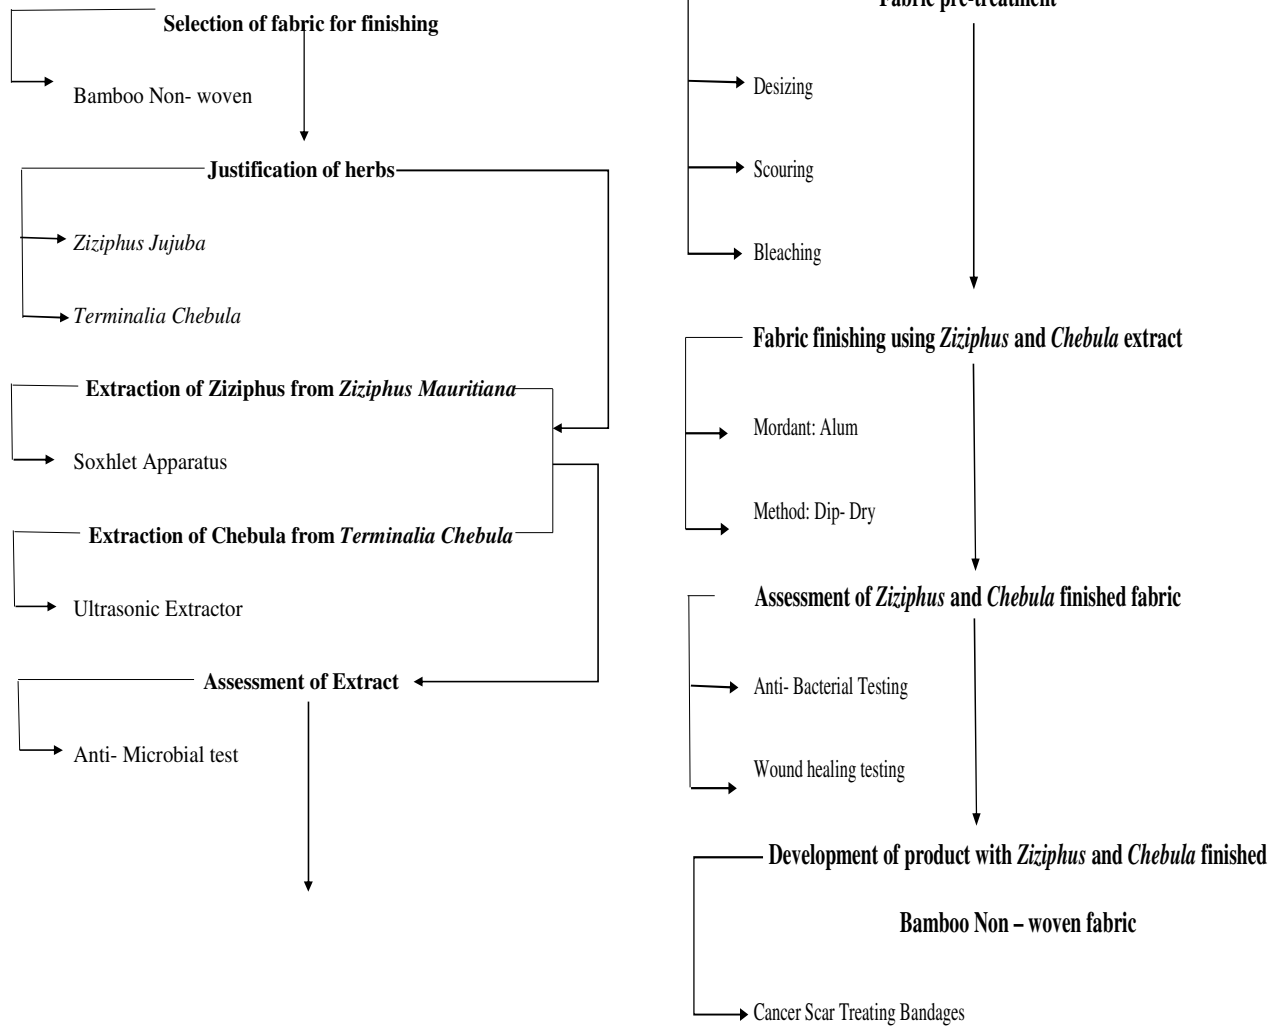 Selection of fabric for finishing
Bamboo Non- woven
Justification of herbs
Ziziphus Jujuba
Terminalia Chebula
Extraction of Ziziphus from Ziziphus Mauritiana
Soxhlet Apparatus
Extraction of Chebula from Terminalia Chebula
Ultrasonic Extractor
Assessment of Extract
Anti- Microbial test
Fabric pre-treatment
Desizing
Scouring
Bleaching
Fabric finishing using Ziziphus and Chebula extract
Mordant: Alum
Method: Dip- Dry
Assessment of Ziziphus and Chebula finished fabric
Anti- Bacterial Testing
Wound healing testing
Development of product with Ziziphus and Chebula finished
Bamboo Non – woven fabric
Cancer Scar Treating Bandages